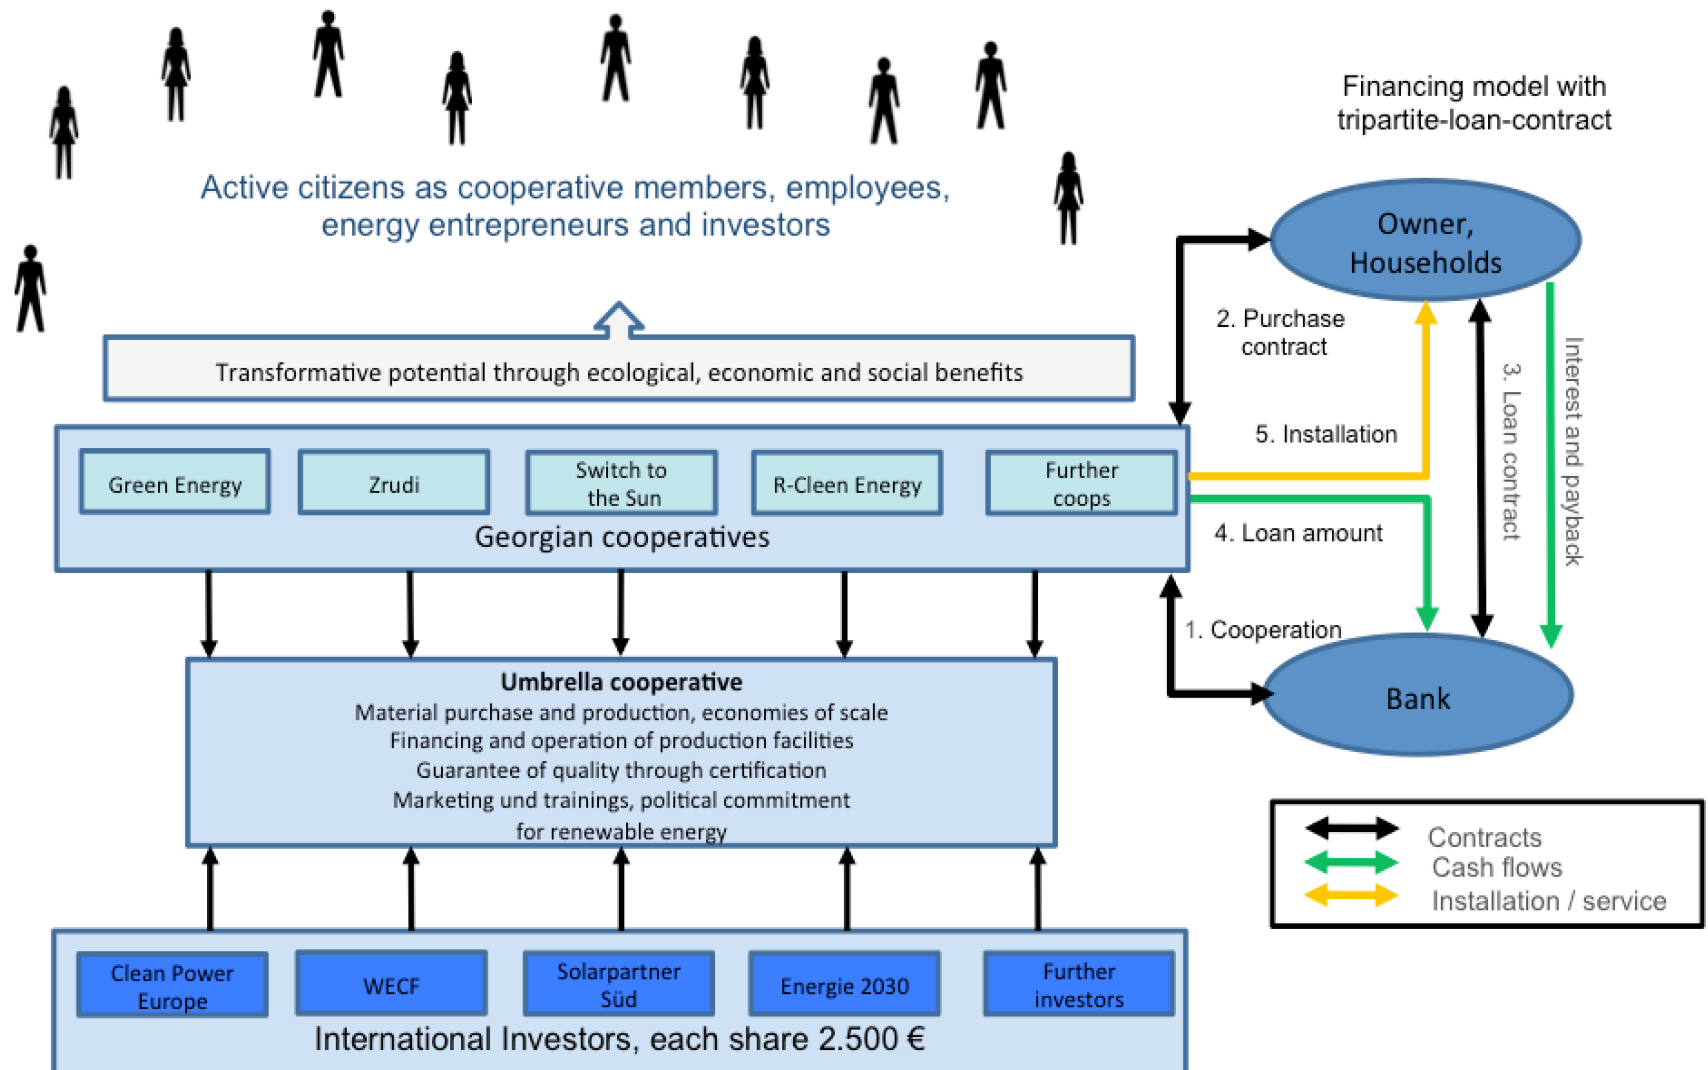 Financing model with
tripartite-loan-contract
Active citizens as cooperative members, employees,
energy entrepreneurs and investors
Owner,
Households
2. Purchase
contract
Transformative potential through ecological, economic and social benefits
Interest and payback
3. Loan contract
5. Installation
Green Energy
Zrudi
Switch to
the Sun
R-Cleen Energy
Further
coops
Georgian cooperatives
4. Loan amount
1. Cooperation
Umbrella cooperative
Material purchase and production, economies of scale
Financing and operation of production facilities
Guarantee of quality through certification
Marketing und trainings, political commitment
for renewable energy
Bank
Contracts
Cash flows
Installation / service
Clean Power
Europe
WECF
Solarpartner
Süd
Energie 2030
Further
investors
International Investors, each share 2.500 €